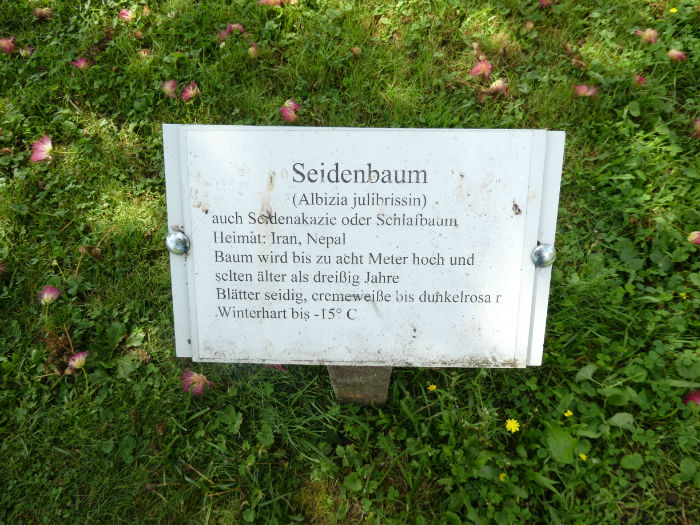 Seidenbaum
(Albizia julibrissin)
auch Seidenakazie oder Schlafbaum
Heimat: Iran, Nepal
Baum wird bis zu acht Meter hoch und
selten älter als dreißig Jahre
Blätter seidig, cremeweiße bis dunkelrosa r
Winterhart bis -15° C